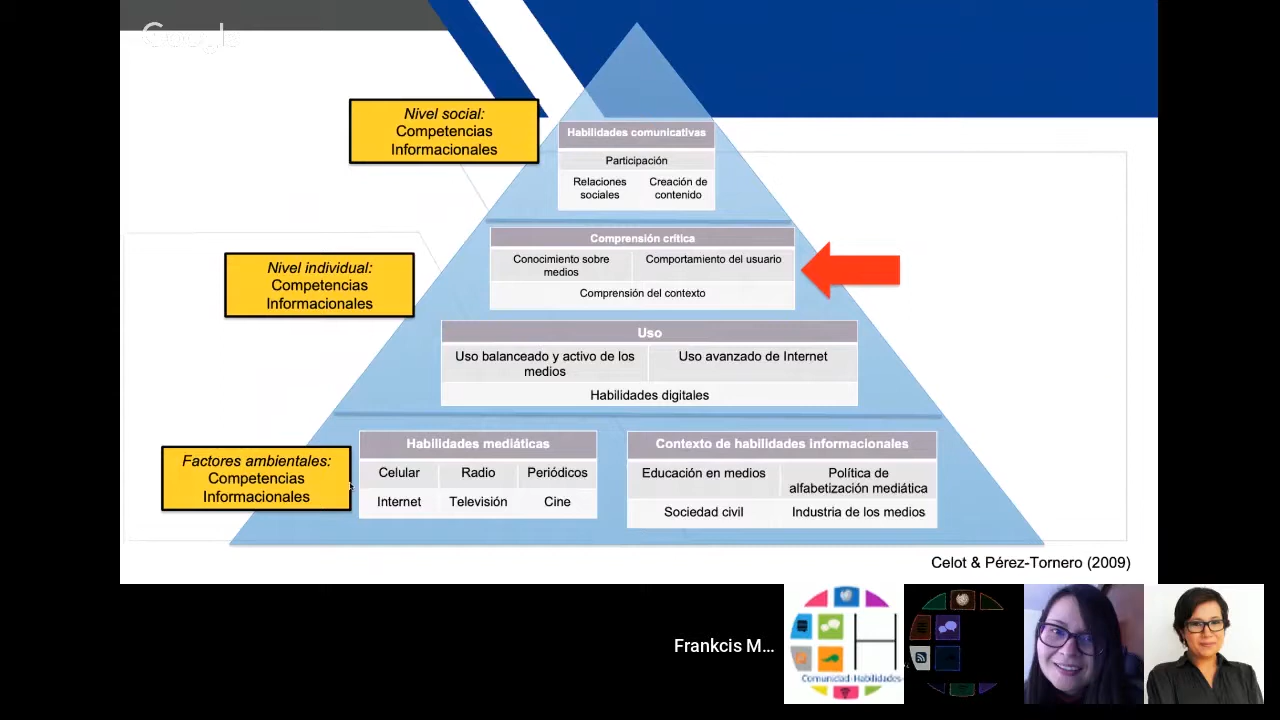 Google
Nivel social:
Competencias
Informacionales
Habilidades comunicativas
Participación
Relaciones
sociales
Creación de
contenido
Nivel individual:
Competencias
Informacionales
Comprensión crítica
Conocimiento sobre
medios
Comportamiento del usuario
Comprensión del contexto
Uso
Uso balanceado y activo de los
medios
Uso avanzado de Internet
Habilidades digitales
Factores ambientales:
Competencias
Informacionales
Habilidades mediáticas
Celular
Radio
Periódicos
Internet
Televisión
Cine
Contexto de habilidades informacionales
Educación en medios
Política de
alfabetización mediática
Sociedad civil
Industria de los medios
Celot & Pérez-Tornero (2009)
Frankcis M...
H
Comunidad Habilidades